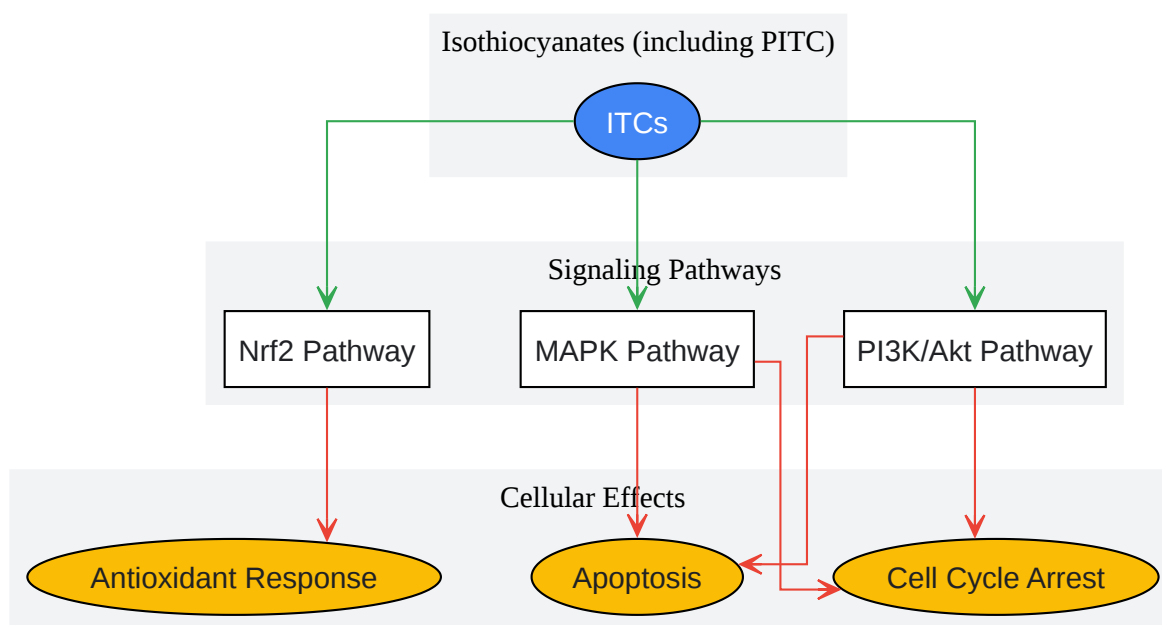 Isothiocyanates (including PITC)
ITCs
Signaling Pathways
Nrf2 Pathway
MAPK Pathway
PI3K/Akt Pathway
Cellular Effects
Antioxidant Response
Apoptosis
Cell Cycle Arrest